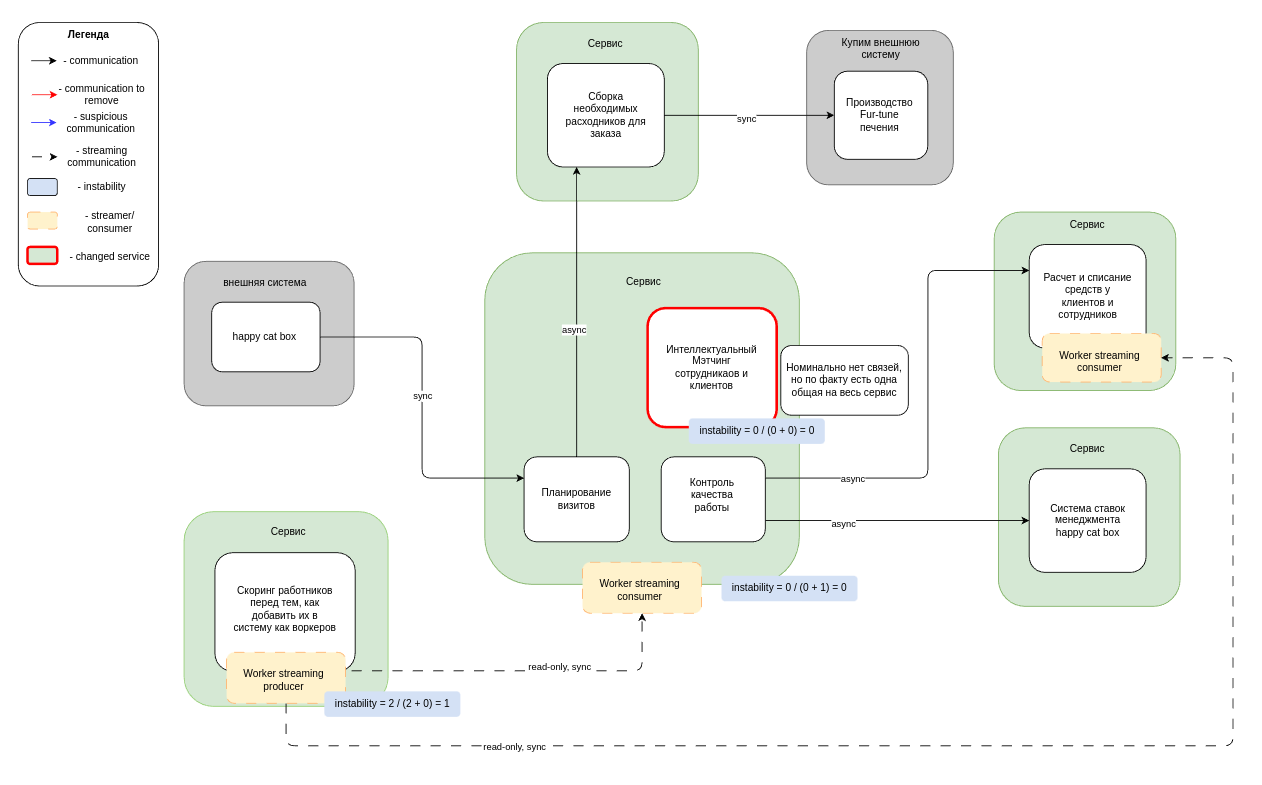 Легенда
- communication
- communication to
remove
- suspicious
communication
- streaming
communication
- instability
- streamer/
consumer
- changed service
Сервис
Сборка
необходимых
расходников для
заказа
sync
Купим внешнюю
систему
Производство
Fur-tune
печения
внешняя система
happy cat box
sync
Сервис
async
Интеллектуальный
Мэтчинг
сотрудникаов и
клиентов
Номинально нет связей,
но по факту есть одна
общая на весь сервис
instability = 0 / (0 + 0) = 0
Планирование
визитов
Контроль
качества
работы
async
async
Worker streaming
consumer
instability = 0 / (0 + 1) = 0
Сервис
Расчет и списание
средств у
клиентов и
сотрудников
Worker streaming
consumer
Сервис
Система ставок
менеджмента
happy cat box
Сервис
Скоринг работников
перед тем, как
добавить их в
систему как воркеров
Worker streaming
producer
instability = 2 / (2 + 0) = 1
read-only, sync
read-only, sync